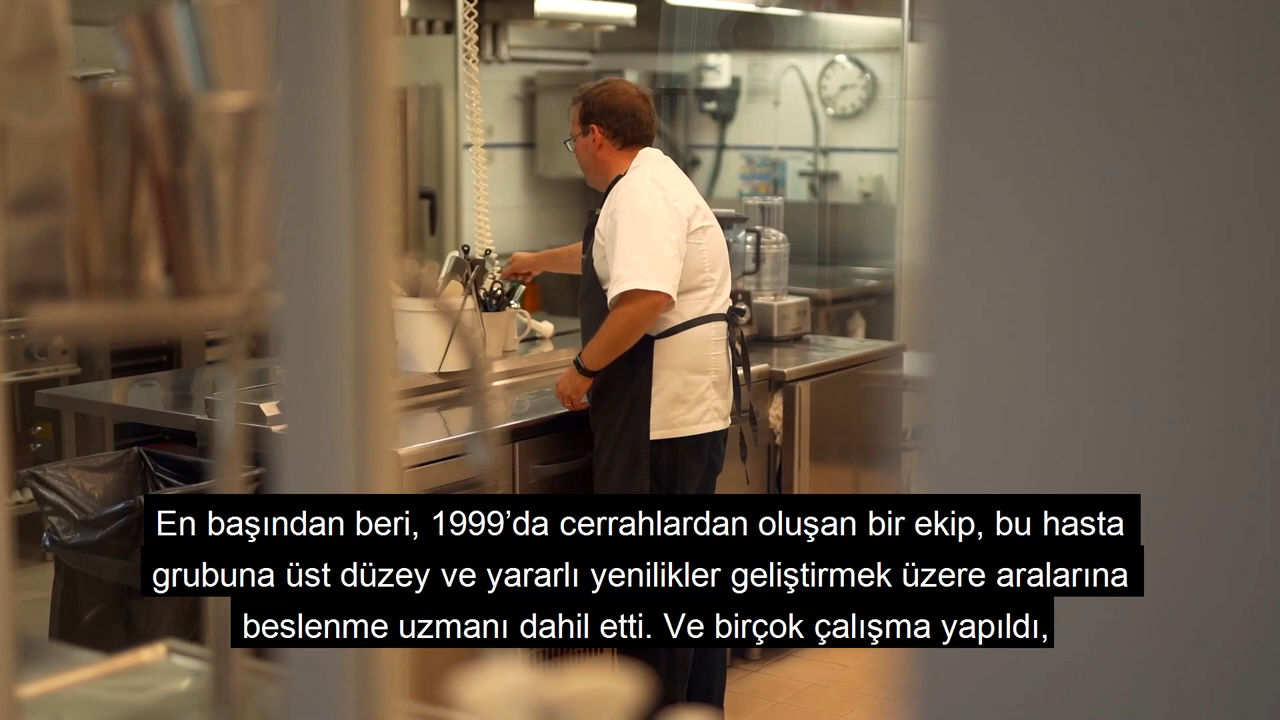 En başından beri, 1999’da cerrahlardan oluşan bir ekip, bu hasta
grubuna üst düzey ve yararlı yenilikler geliştirmek üzere aralarına
beslenme uzmanı dahil etti. Ve birçok çalışma yapıldı,